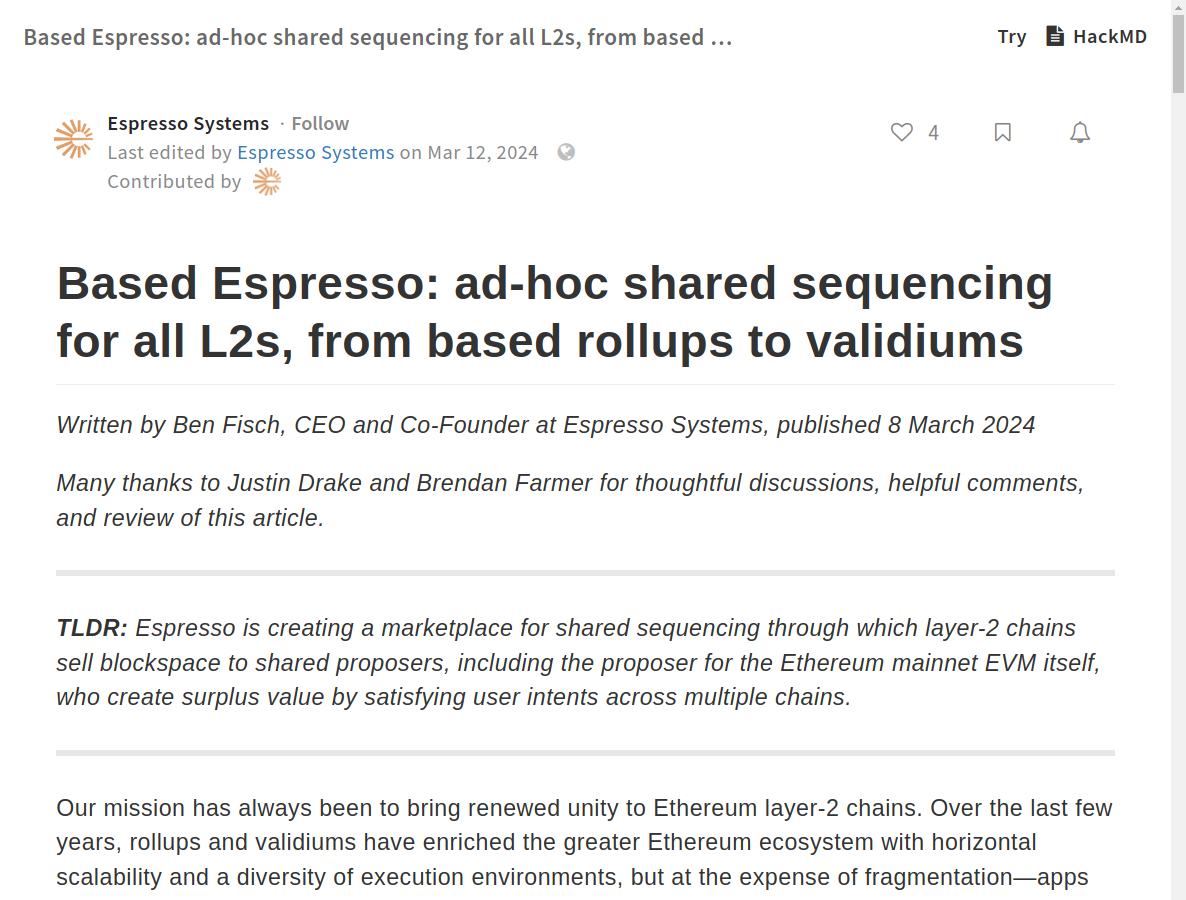 Based Espresso: ad-hoc shared sequencing for all L2s, from based …
Try HackMD
Espresso Systems · Follow
Last edited by Espresso Systems on Mar 12, 2024
Contributed by
4
Based Espresso: ad-hoc shared sequencing
for all L2s, from based rollups to validiums
Written by Ben Fisch, CEO and Co-Founder at Espresso Systems, published 8 March 2024
Many thanks to Justin Drake and Brendan Farmer for thoughtful discussions, helpful comments,
and review of this article.
TLDR: Espresso is creating a marketplace for shared sequencing through which layer-2 chains
sell blockspace to shared proposers, including the proposer for the Ethereum mainnet EVM itself,
who create surplus value by satisfying user intents across multiple chains.
Our mission has always been to bring renewed unity to Ethereum layer-2 chains. Over the last few
years, rollups and validiums have enriched the greater Ethereum ecosystem with horizontal
scalability and a diversity of execution environments, but at the expense of fragmentation—apps